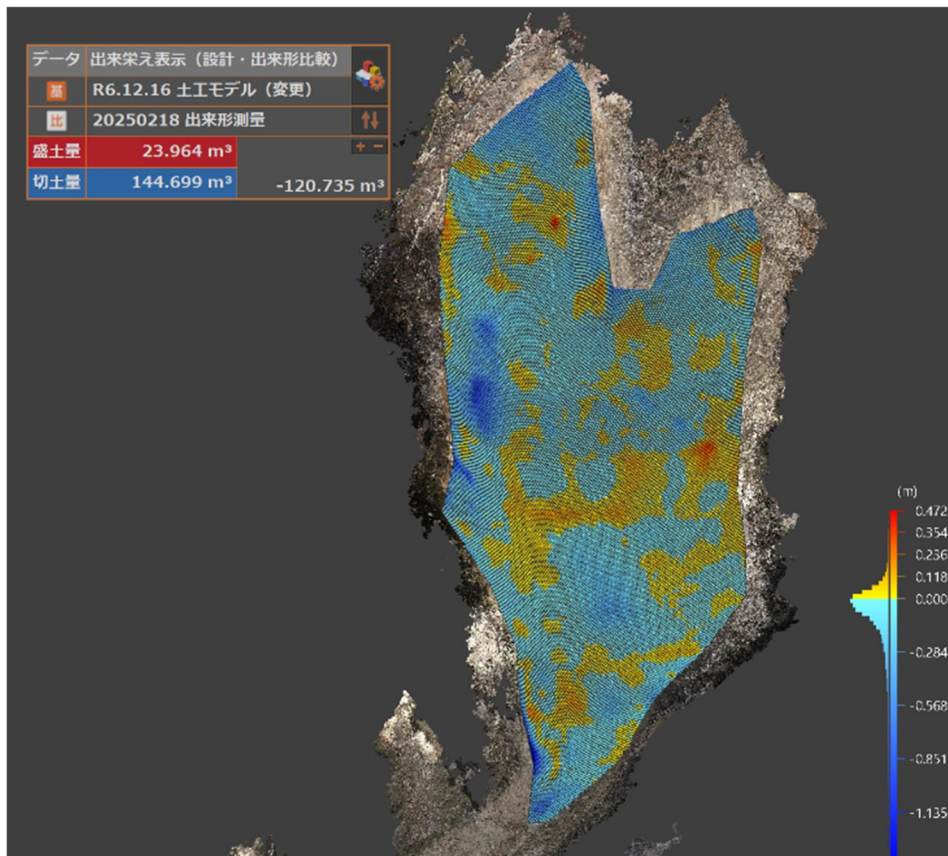 データ 出来栄え表示（設計・出来形比較）
基 R6.12.16 土工モデル（変更）
比 20250218 出来形測量
盛土量 23.964 m³
切土量 144.699 m³ -120.735 m³
(m)
0.472
0.354
0.236
0.118
0.000
-0.284
-0.568
-0.851
-1.135